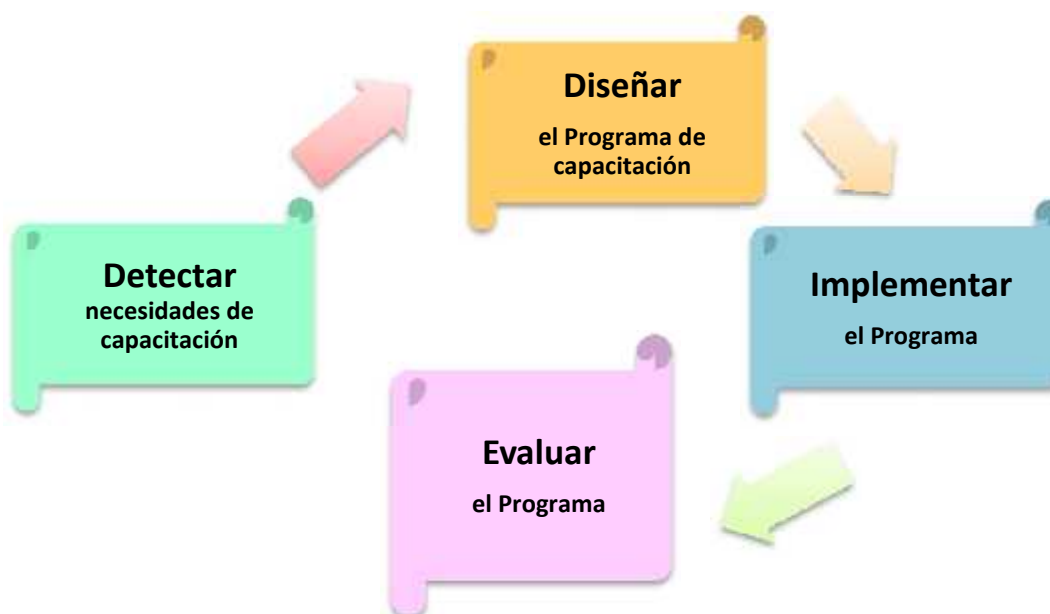 Detectar
necesidades de
capacitación
Diseñar
el Programa de
capacitación
Implementar
el Programa
Evaluar
el Programa